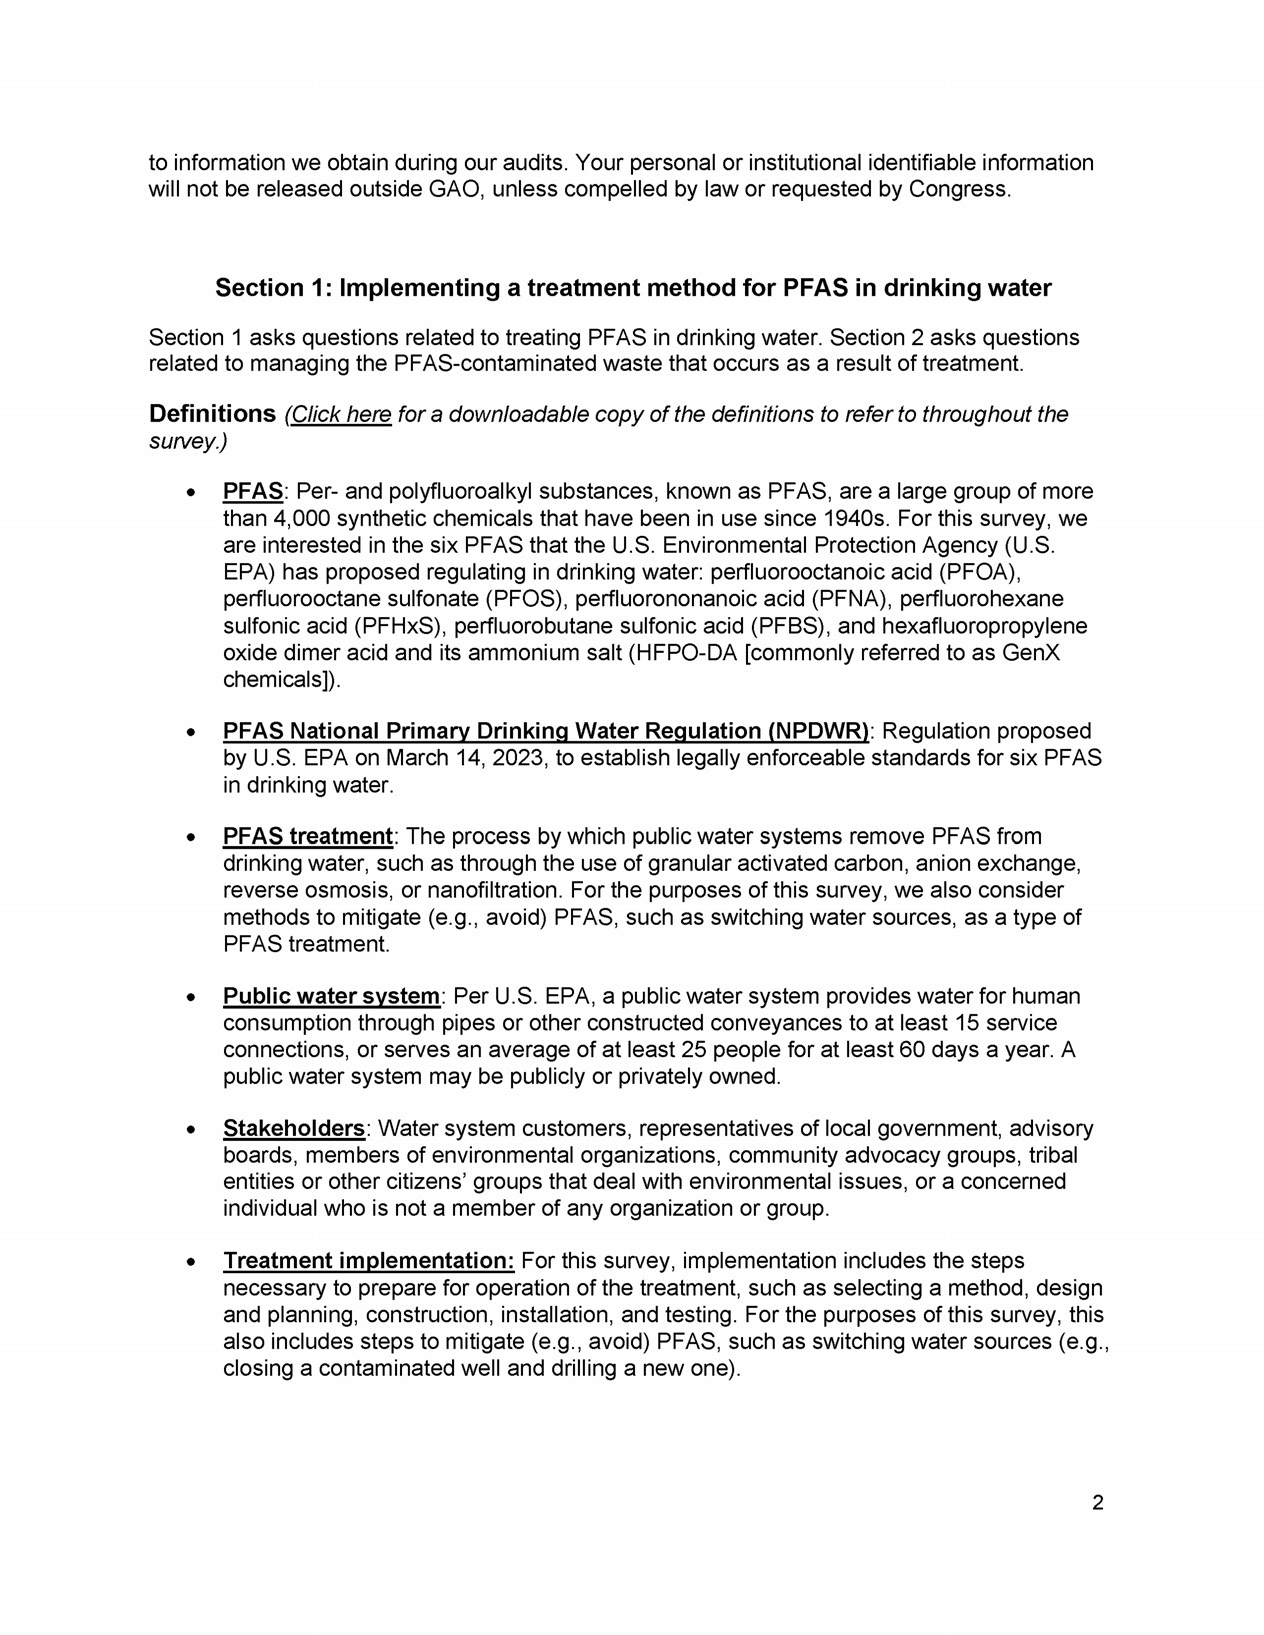 to information we obtain during our audits. Your personal or institutional identifiable information
will not be released outside GAO, unless compelled by law or requested by Congress.
Section 1: Implementing a treatment method for PFAS in drinking water
Section 1 asks questions related to treating PFAS in drinking water. Section 2 asks questions
related to managing the PFAS-contaminated waste that occurs as a result of treatment.
Definitions (Click here for a downloadable copy of the definitions to refer to throughout the
survey.)
• PFAS: Per- and polyfluoroalkyl substances, known as PFAS, are a large group of more
than 4,000 synthetic chemicals that have been in use since 1940s. For this survey, we
are interested in the six PFAS that the U.S. Environmental Protection Agency (U.S.
EPA) has proposed regulating in drinking water: perfluorooctanoic acid (PFOA),
perfluorooctane sulfonate (PFOS), perfluorononanoic acid (PFNA), perfluorohexane
sulfonic acid (PFHxS), perfluorobutane sulfonic acid (PFBS), and hexafluoropropylene
oxide dimer acid and its ammonium salt (HFPO-DA [commonly referred to as GenX
chemicals]).
• PFAS National Primary Drinking Water Regulation (NPDWR): Regulation proposed
by U.S. EPA on March 14, 2023, to establish legally enforceable standards for six PFAS
in drinking water.
• PFAS treatment: The process by which public water systems remove PFAS from
drinking water, such as through the use of granular activated carbon, anion exchange,
reverse osmosis, or nanofiltration. For the purposes of this survey, we also consider
methods to mitigate (e.g., avoid) PFAS, such as switching water sources, as a type of
PFAS treatment.
• Public water system: Per U.S. EPA, a public water system provides water for human
consumption through pipes or other constructed conveyances to at least 15 service
connections, or serves an average of at least 25 people for at least 60 days a year. A
public water system may be publicly or privately owned.
• Stakeholders: Water system customers, representatives of local government, advisory
boards, members of environmental organizations, community advocacy groups, tribal
entities or other citizens’ groups that deal with environmental issues, or a concerned
individual who is not a member of any organization or group.
• Treatment implementation: For this survey, implementation includes the steps
necessary to prepare for operation of the treatment, such as selecting a method, design
and planning, construction, installation, and testing. For the purposes of this survey, this
also includes steps to mitigate (e.g., avoid) PFAS, such as switching water sources (e.g.,
closing a contaminated well and drilling a new one).
2